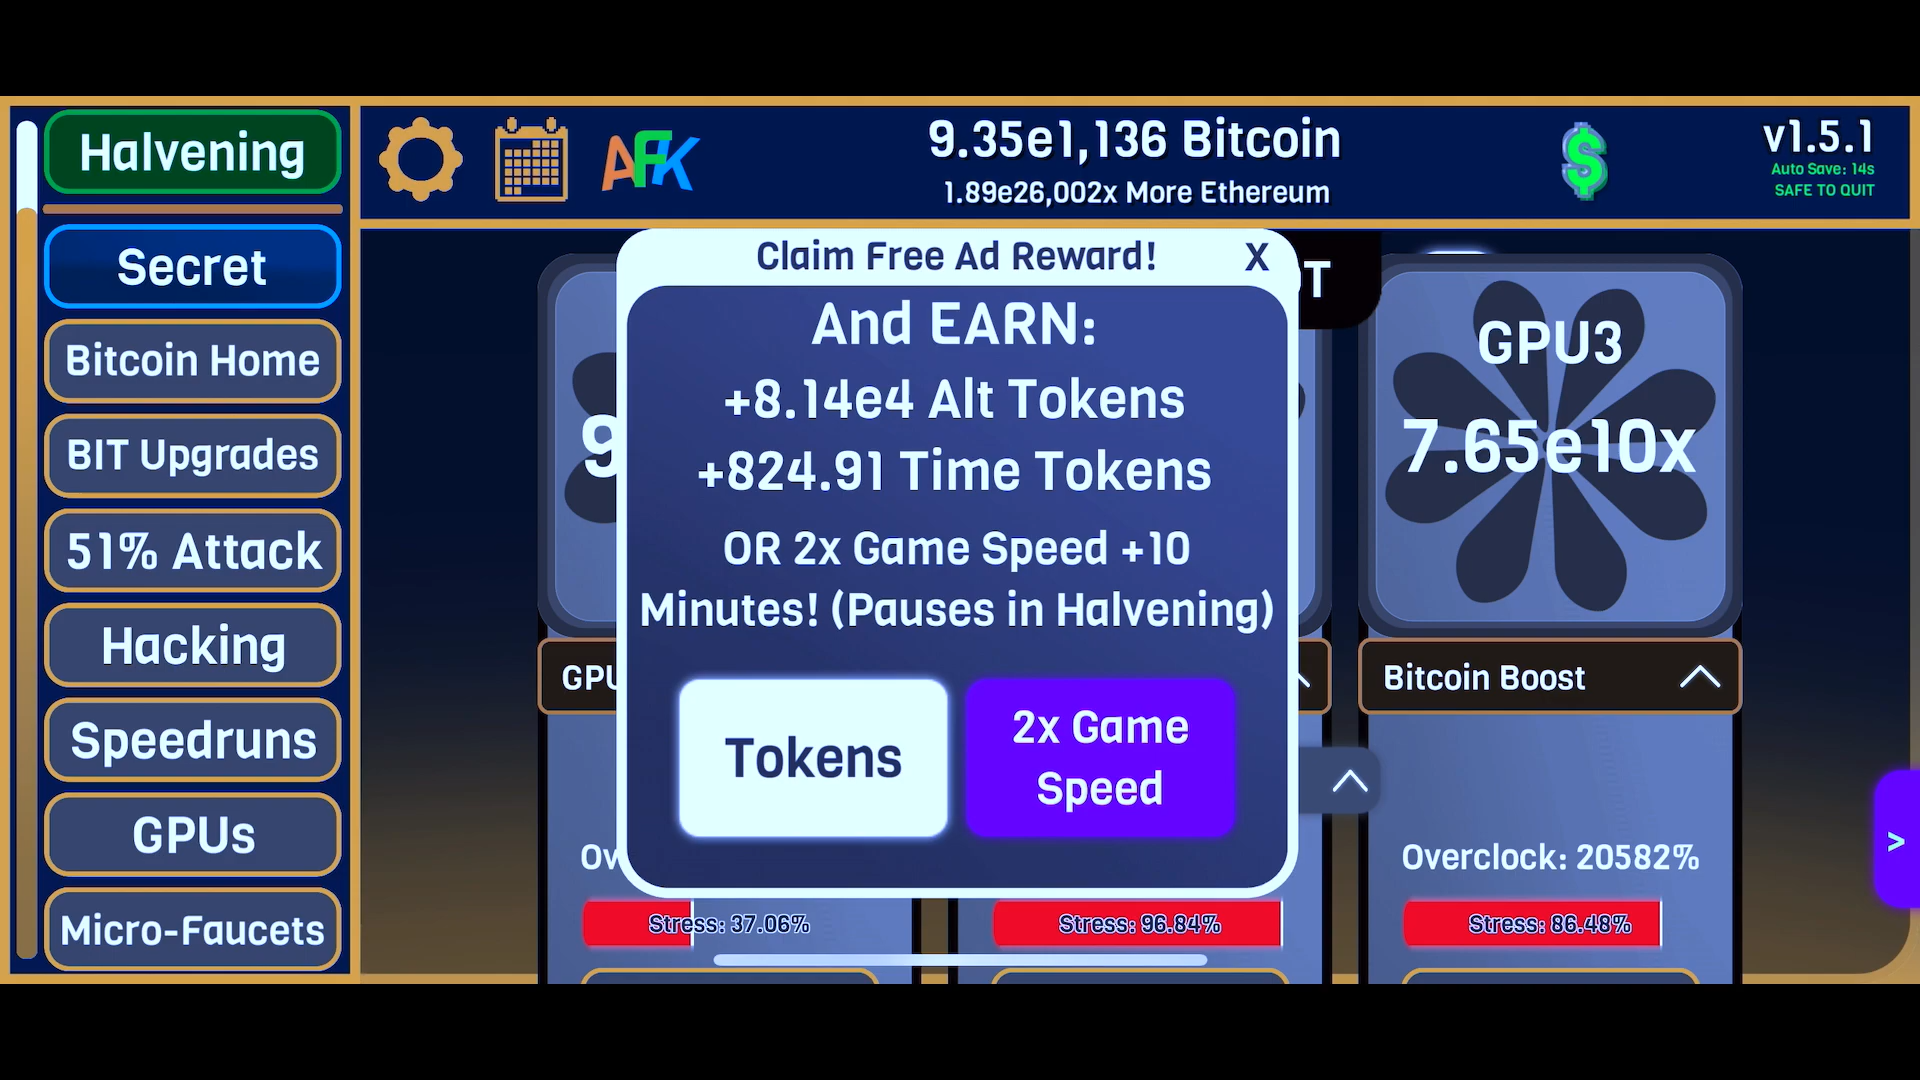 Halvening
Secret
Bitcoin Home
BIT Upgrades
51% Attack
Hacking
Speedruns
GPUs
Micro-Faucets
AFK
9.35e1,136 Bitcoin
1.89e26,002x More Ethereum
$
v1.5.1
Auto Save: 14s
SAFE TO QUIT
Claim Free Ad Reward!
X
And EARN:
+8.14e4 Alt Tokens
+824.91 Time Tokens
OR 2x Game Speed +10
Minutes! (Pauses in Halvening)
Tokens
2x Game
Speed
9
T
GPU3
7.65e10x
GPU
Bitcoin Boost
Ov
Overclock: 20582%
Stress: 37.06%
Stress: 96.84%
Stress: 86.48%
>